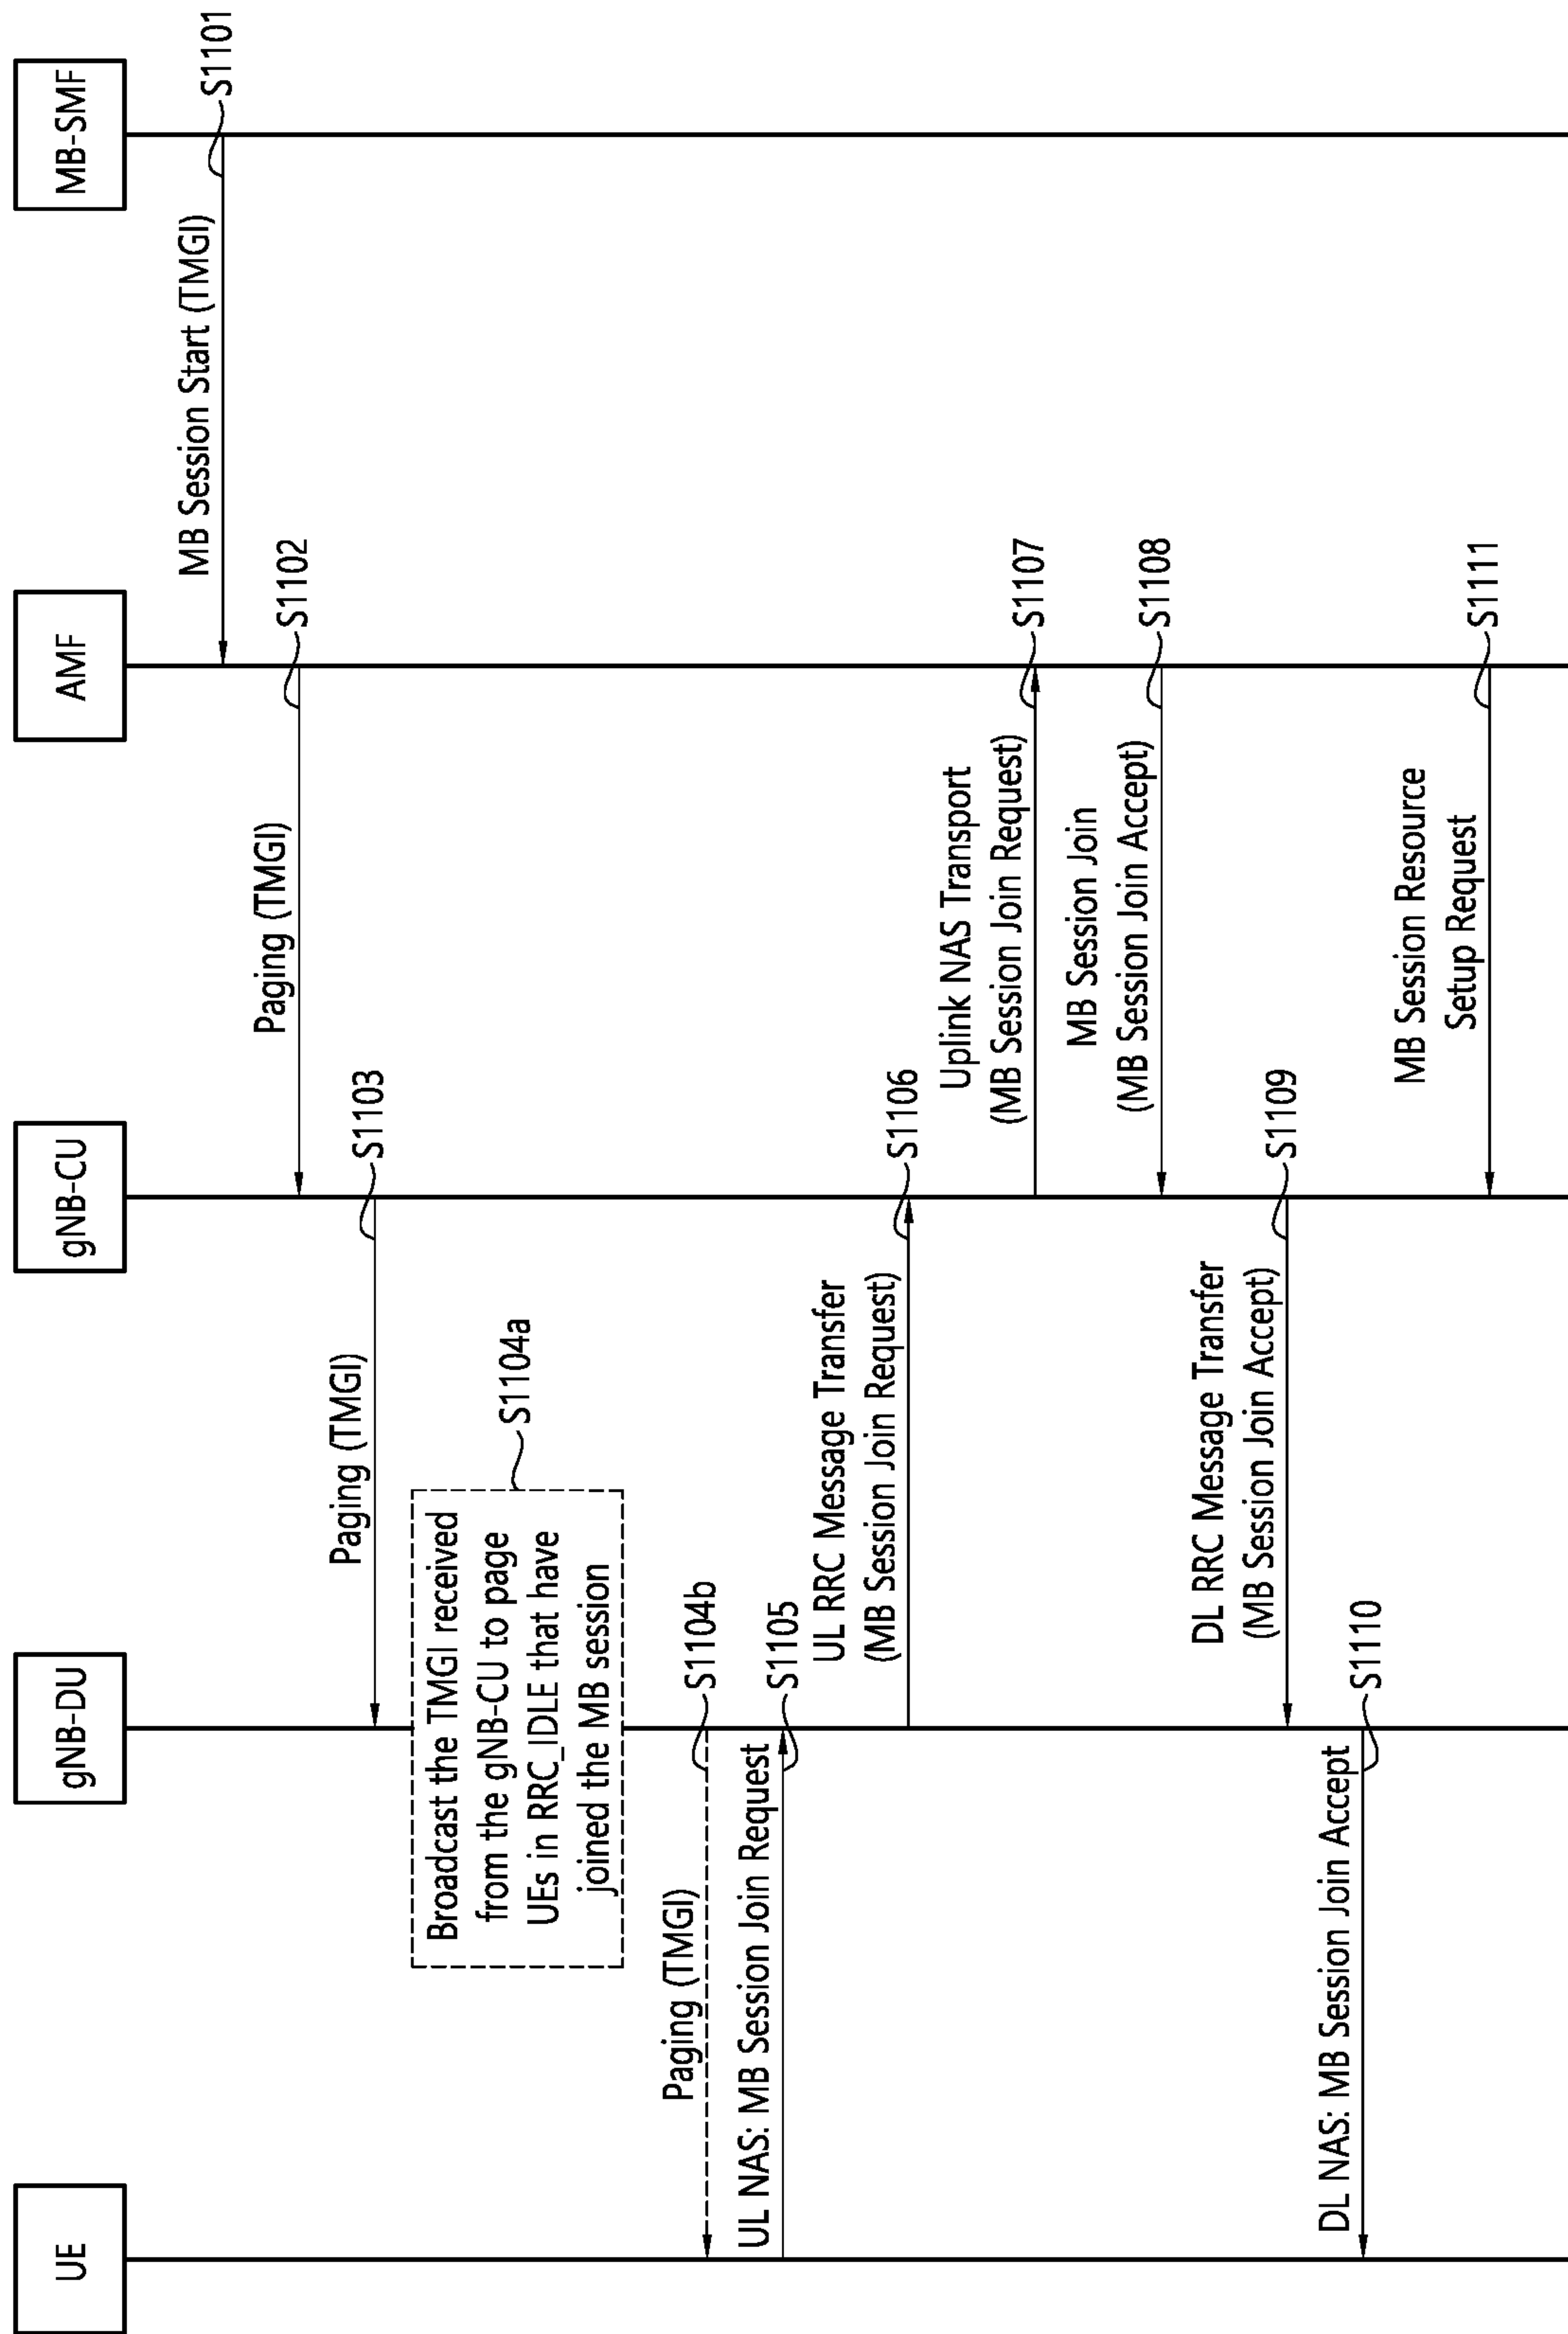 UE
gNB-DU
gNB-CU
AMF
MB-SMF
S1101
MB Session Start (TMGI)
S1102
Paging (TMGI)
S1103
Paging (TMGI)
S1104a
Broadcast the TMGI received
from the gNB-CU to page
UEs in RRC_IDLE that have
joined the MB session
S1104b
Paging (TMGI)
S1105
UL NAS: MB Session Join Request
S1106
UL RRC Message Transfer
(MB Session Join Request)
S1107
Uplink NAS Transport
(MB Session Join Request)
S1108
MB Session Join
(MB Session Join Accept)
S1109
DL RRC Message Transfer
(MB Session Join Accept)
S1110
DL NAS: MB Session Join Accept
S1111
MB Session Resource
Setup Request